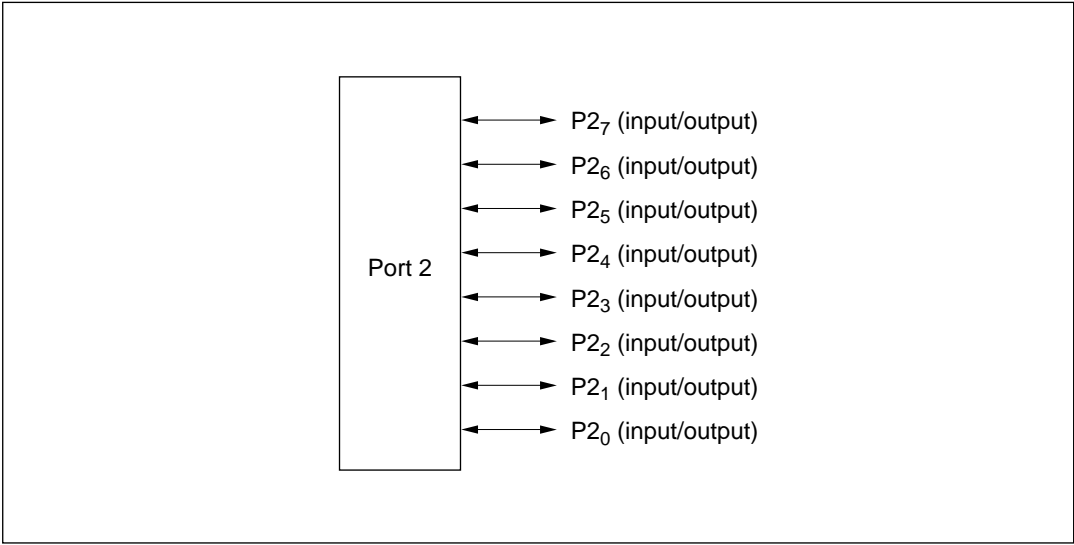 P2₇ (input/output)
P2₆ (input/output)
P2₅ (input/output)
P2₄ (input/output)
Port 2
P2₃ (input/output)
P2₂ (input/output)
P2₁ (input/output)
P2₀ (input/output)